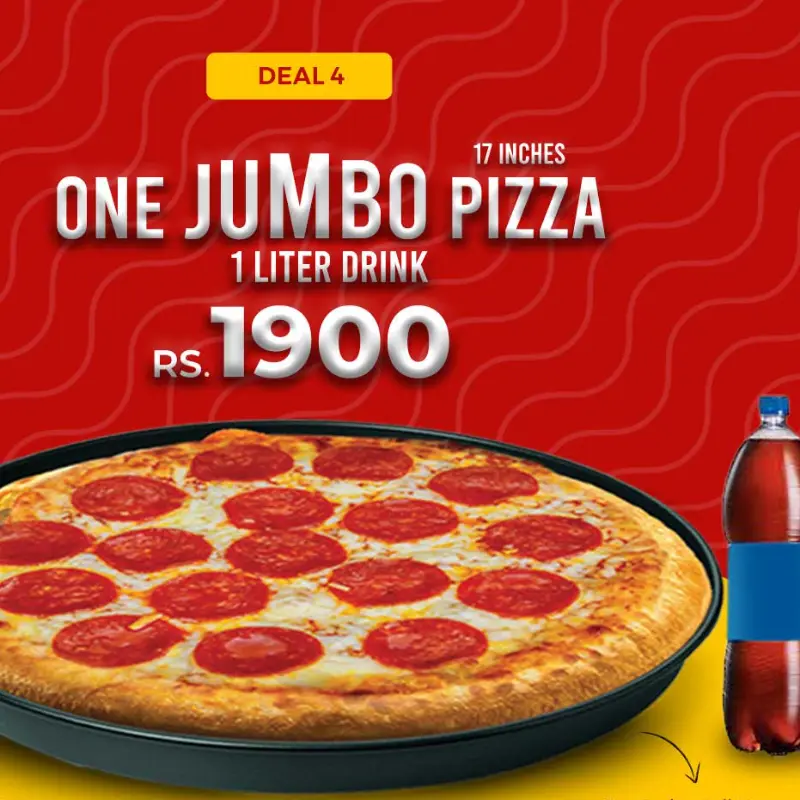 DEAL 4
17 INCHES
ONE JUMBO PIZZA
1 LITER DRINK
RS. 1900